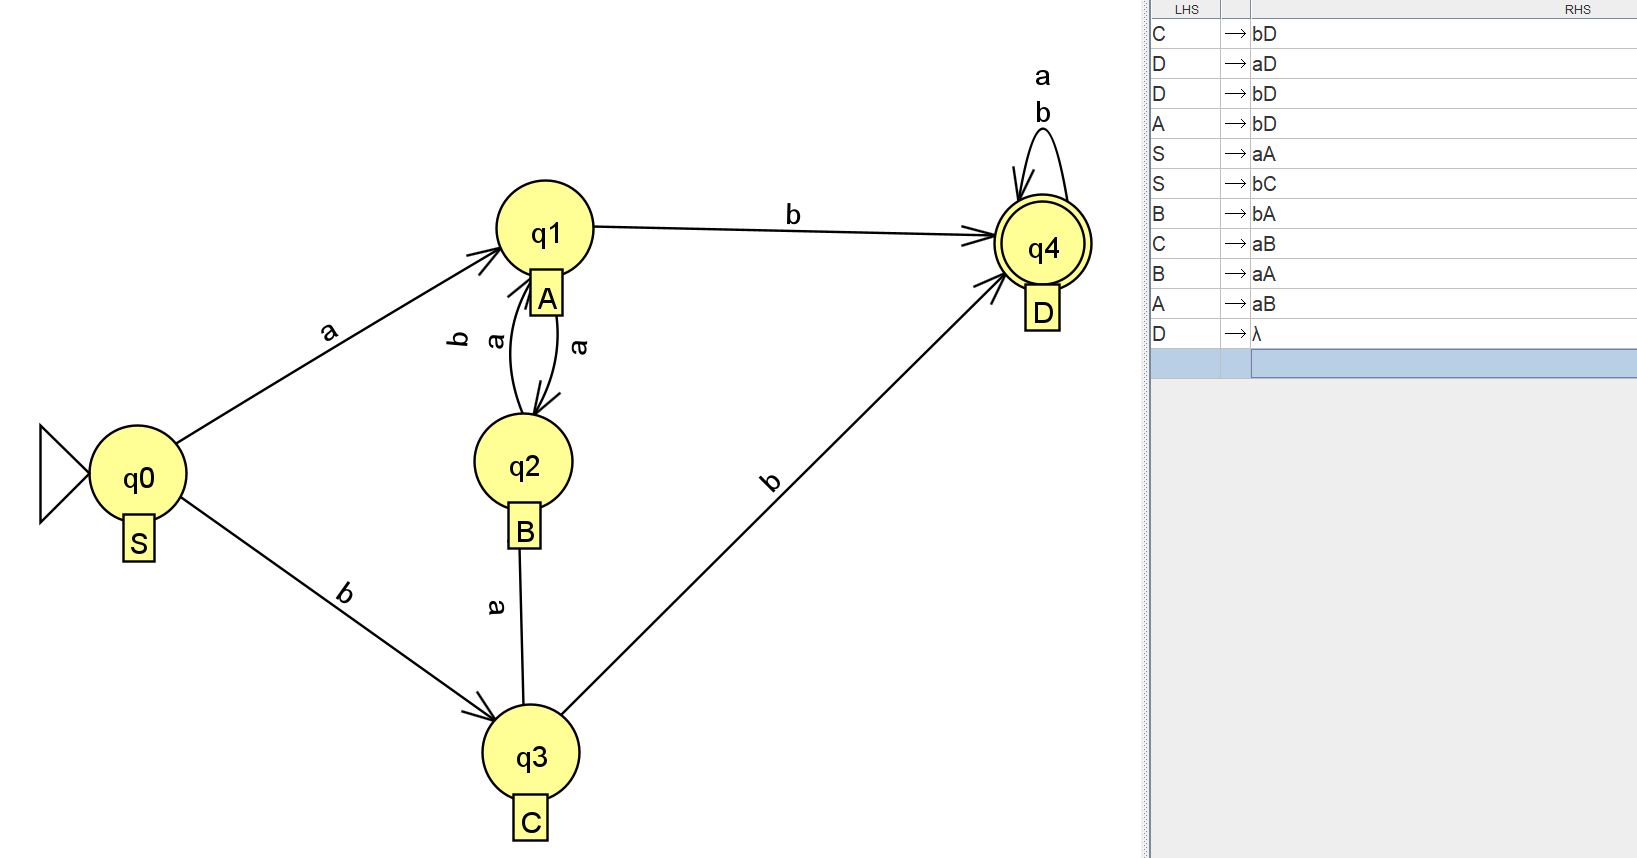 a
b
q1
b
q4
A
D
a
b
a
a
q0
q2
S
B
b
b
a
q3
C
LHS RHS
C → bD
D → aD
D → bD
A → bD
S → aA
S → bC
B → bA
C → aB
B → aA
A → aB
D → λ